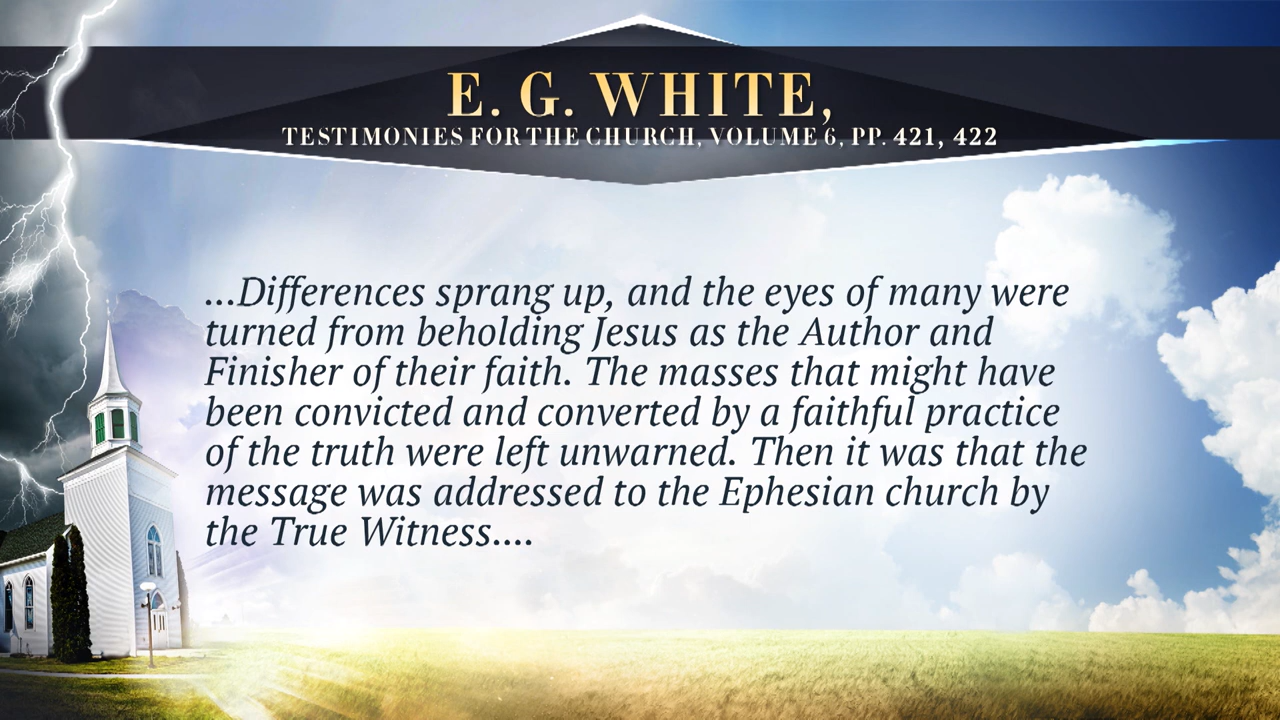 E. G. WHITE,
TESTIMONIES FOR THE CHURCH, VOLUME 6, PP. 421, 422
...Differences sprang up, and the eyes of many were
turned from beholding Jesus as the Author and
Finisher of their faith. The masses that might have
been convicted and converted by a faithful practice
of the truth were left unwarned. Then it was that the
message was addressed to the Ephesian church by
the True Witness....